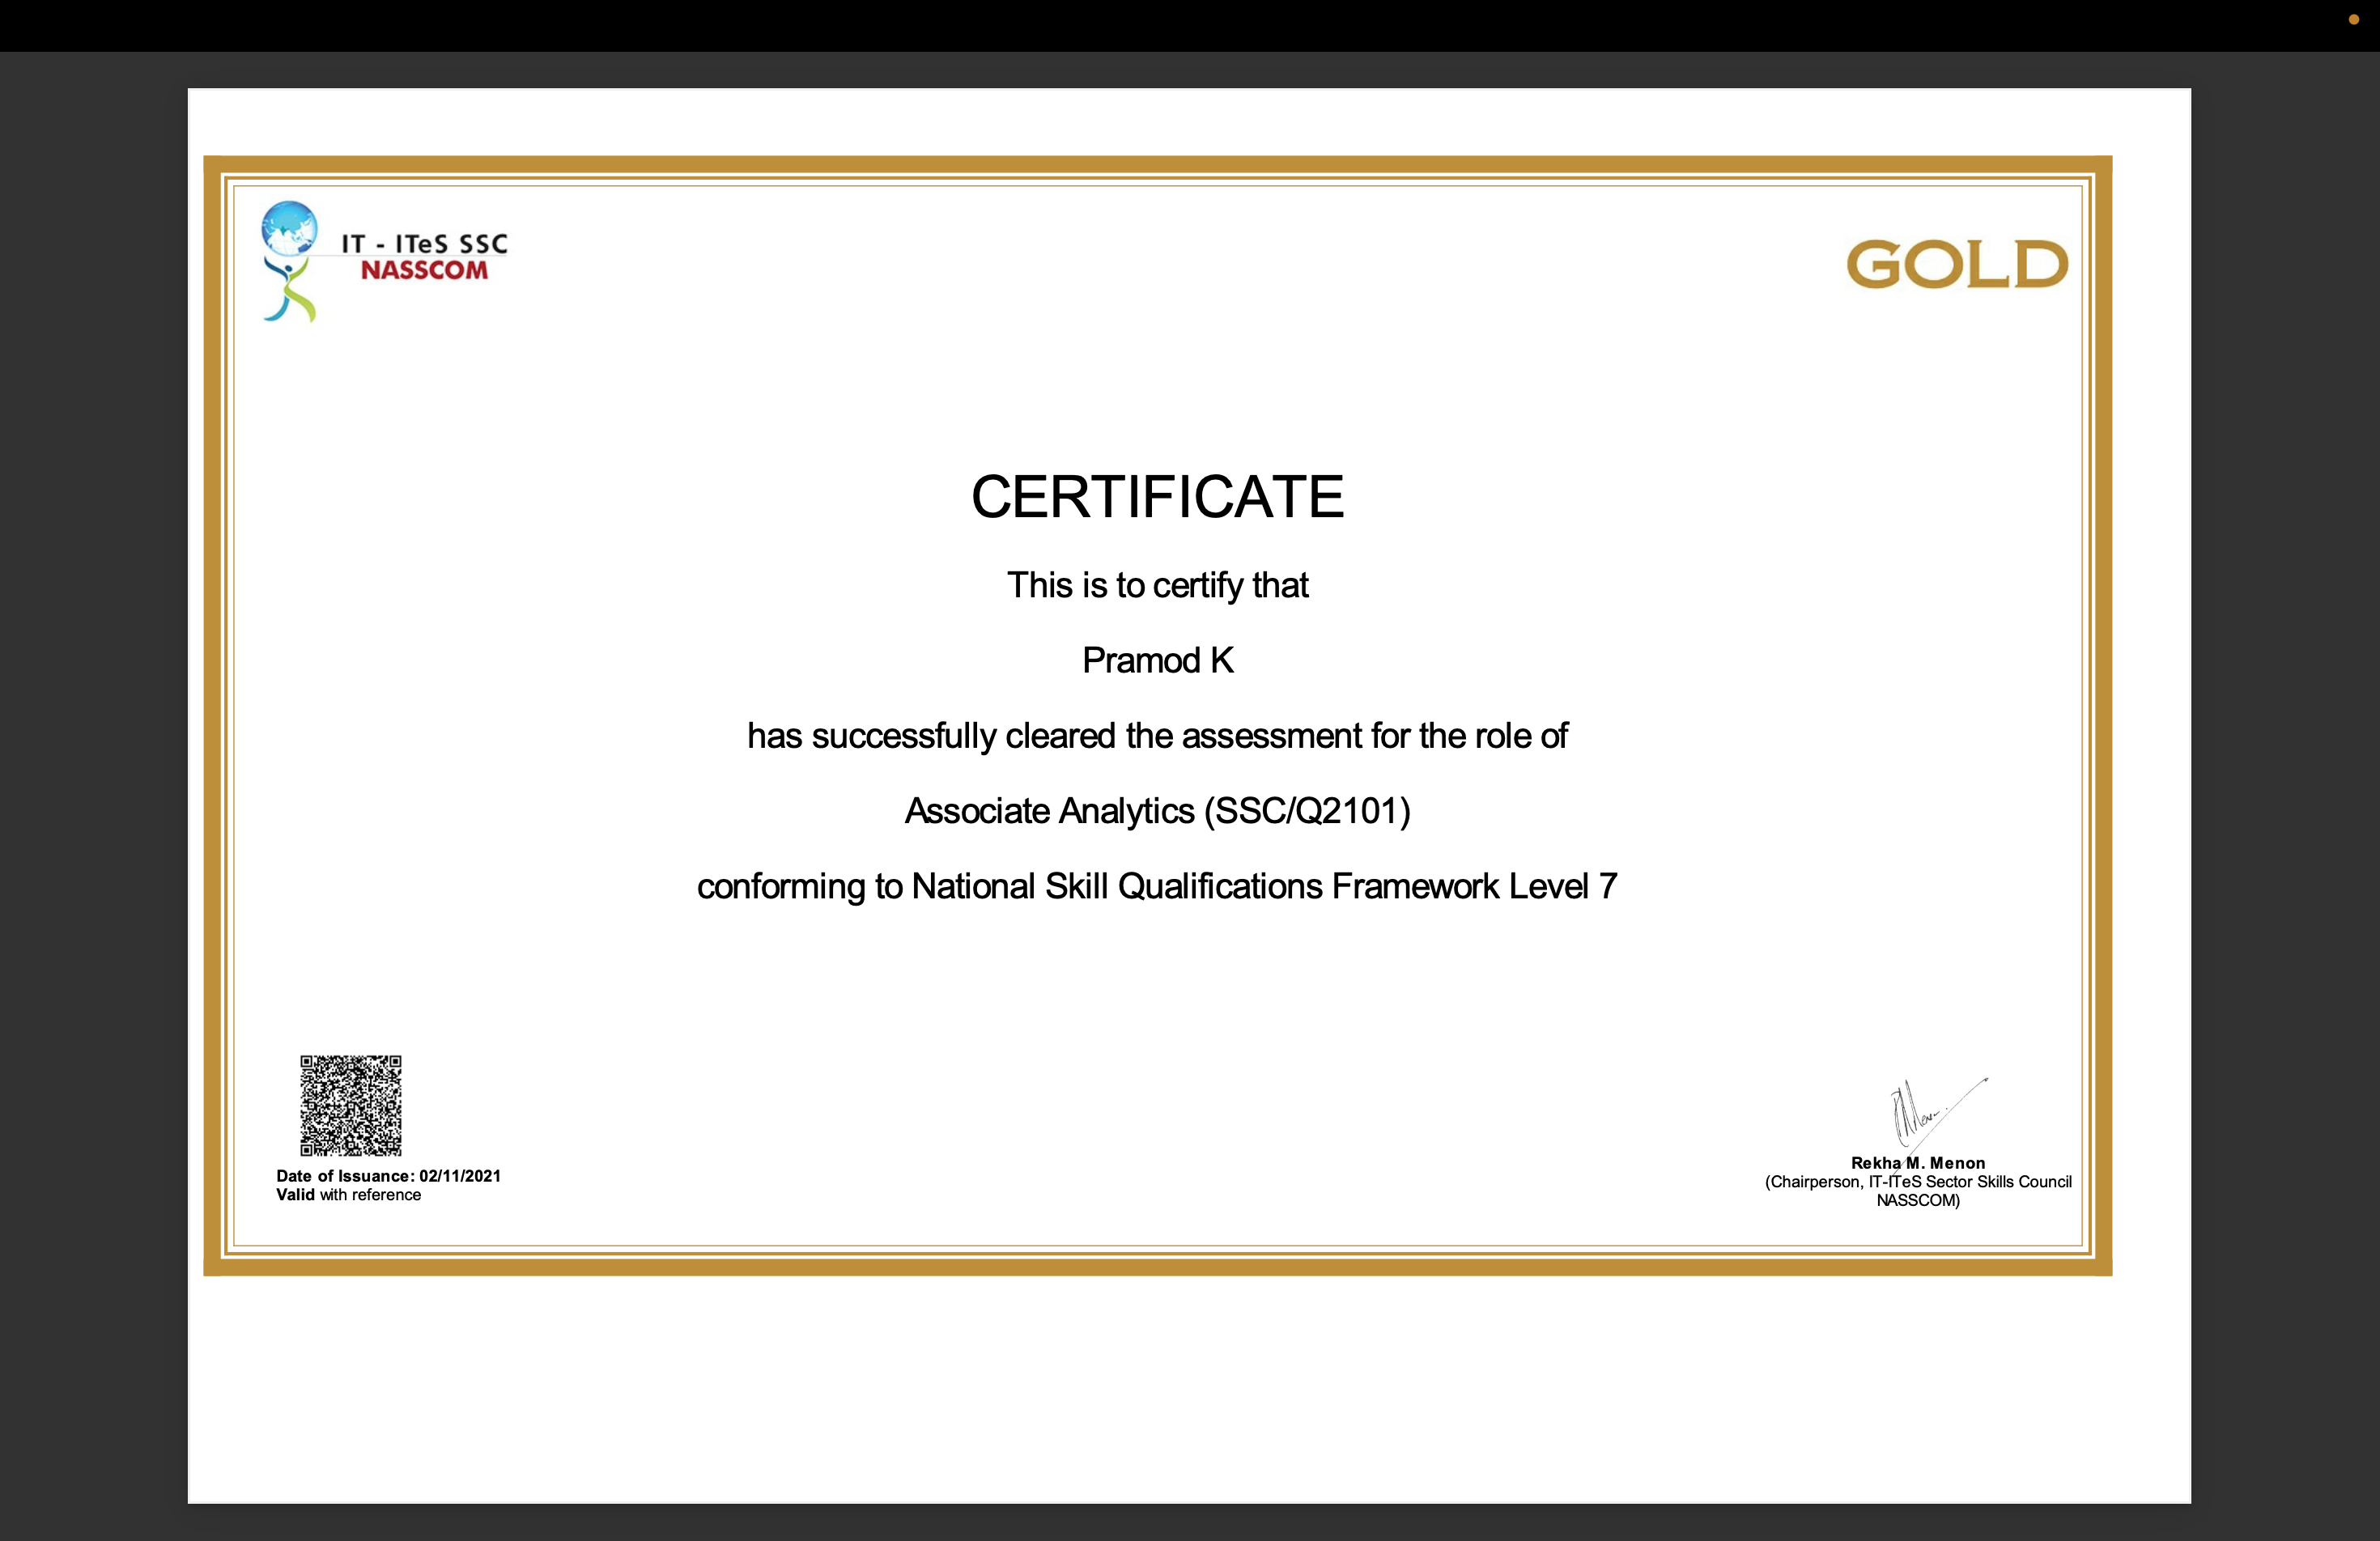 IT - ITeS SSC
NASSCOM
GOLD
CERTIFICATE
This is to certify that
Pramod K
has successfully cleared the assessment for the role of
Associate Analytics (SSC/Q2101)
conforming to National Skill Qualifications Framework Level 7
Date of Issuance: 02/11/2021
Valid with reference
Rekha M. Menon
(Chairperson, IT-ITeS Sector Skills Council
NASSCOM)